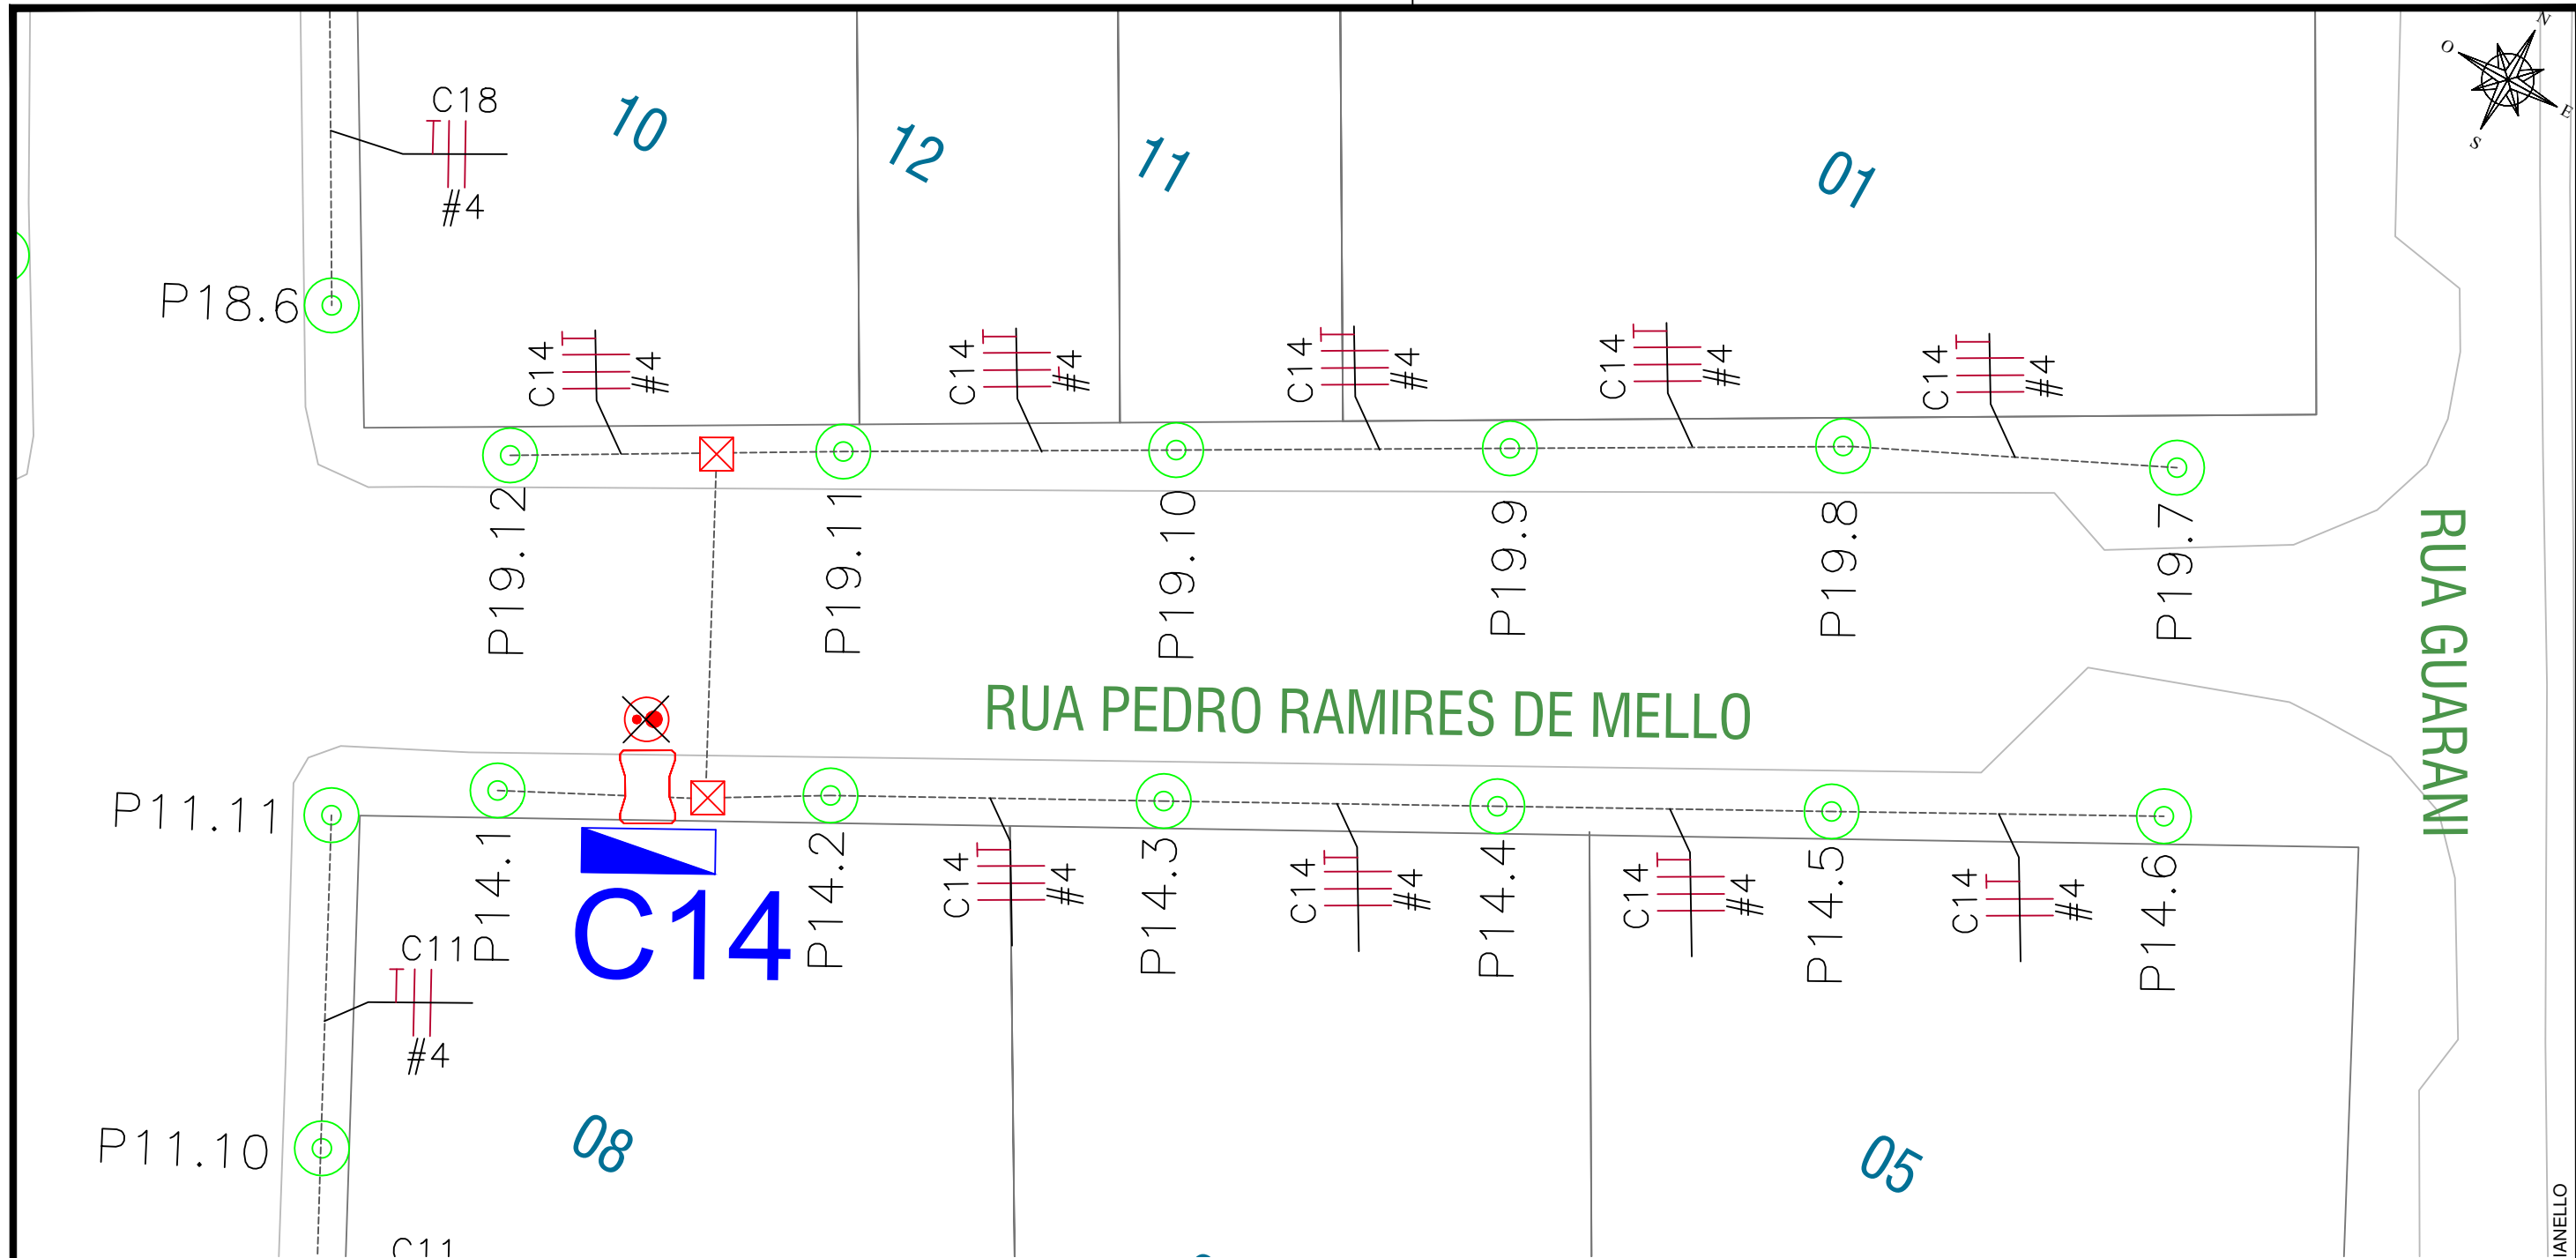 N
O
E
S
C18
#4
10
12
11
01
P18.6
C14
#4
C14
#4
C14
#4
C14
#4
C14
#4
P19.12
P19.11
P19.10
P19.9
P19.8
P19.7
RUA GUARANI
RUA PEDRO RAMIRES DE MELLO
P11.11
P14.1
C14
P14.2
C14
#4
P14.3
C14
#4
P14.4
C14
#4
P14.5
C14
#4
P14.6
C11
#4
P11.10
08
05
C11
IANELLO